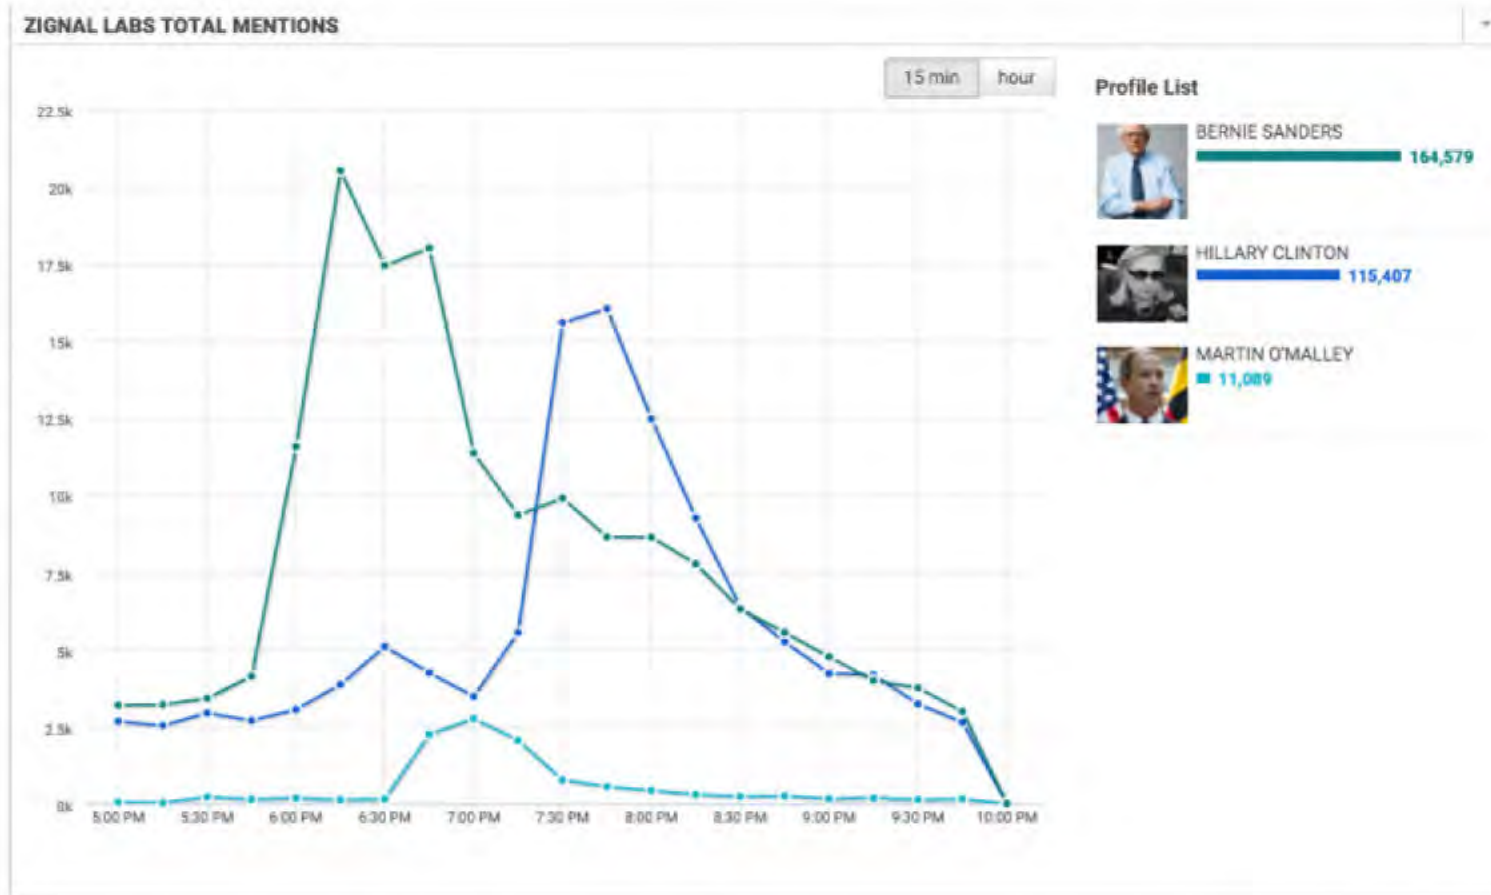 ZIGNAL LABS TOTAL MENTIONS
15 min hour
Profile List
BERNIE SANDERS
164,579
HILLARY CLINTON
115,407
MARTIN O'MALLEY
11,089
22.5k
20k
17.5k
15k
12.5k
10k
7.5k
5k
2.5k
0k
5:00 PM 5:30 PM 6:00 PM 6:30 PM 7:00 PM 7:30 PM 8:00 PM 8:30 PM 9:00 PM 9:30 PM 10:00 PM